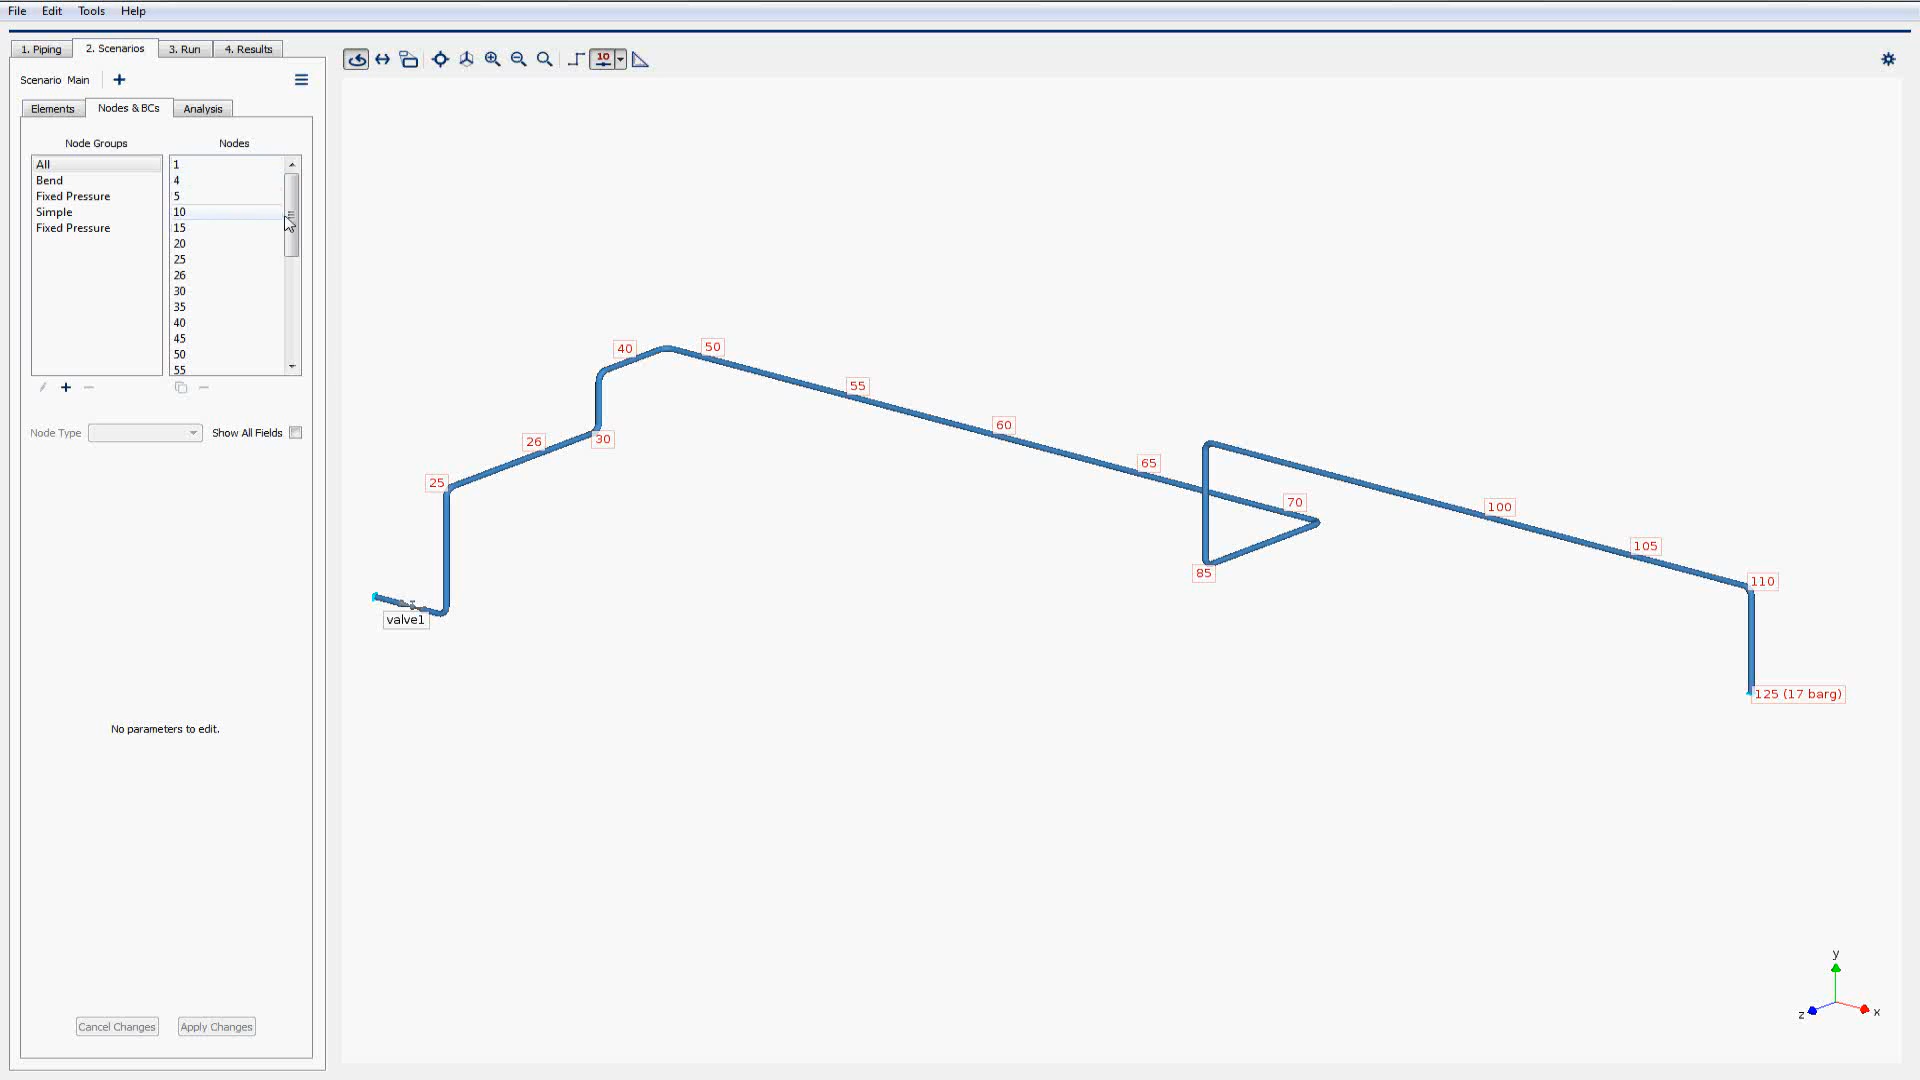 File Edit Tools Help
1. Piping 2. Scenarios 3. Run 4. Results
10
Scenario Main
Elements Nodes & BCs Analysis
Node Groups Nodes
All
Bend
Fixed Pressure
Simple
Fixed Pressure
1
4
5
10
15
20
25
26
30
35
40
45
50
55
Node Type Show All Fields
No parameters to edit.
Cancel Changes Apply Changes
40
50
55
60
26
30
65
25
70
100
105
85
110
valve1
125 (17 barg)
y
z
x